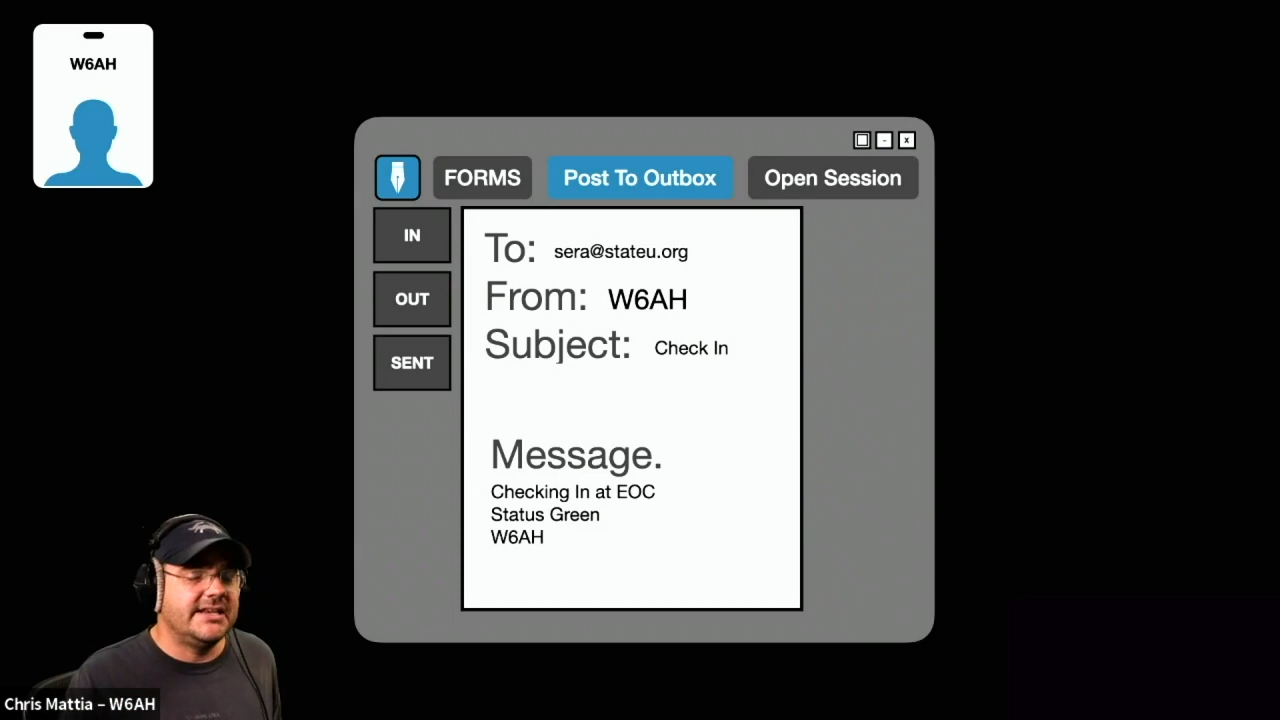 W6AH
x
FORMS
Post To Outbox
Open Session
IN
OUT
SENT
To: sera@stateu.org
From: W6AH
Subject: Check In
Message.
Checking In at EOC
Status Green
W6AH
Chris Mattia – W6AH